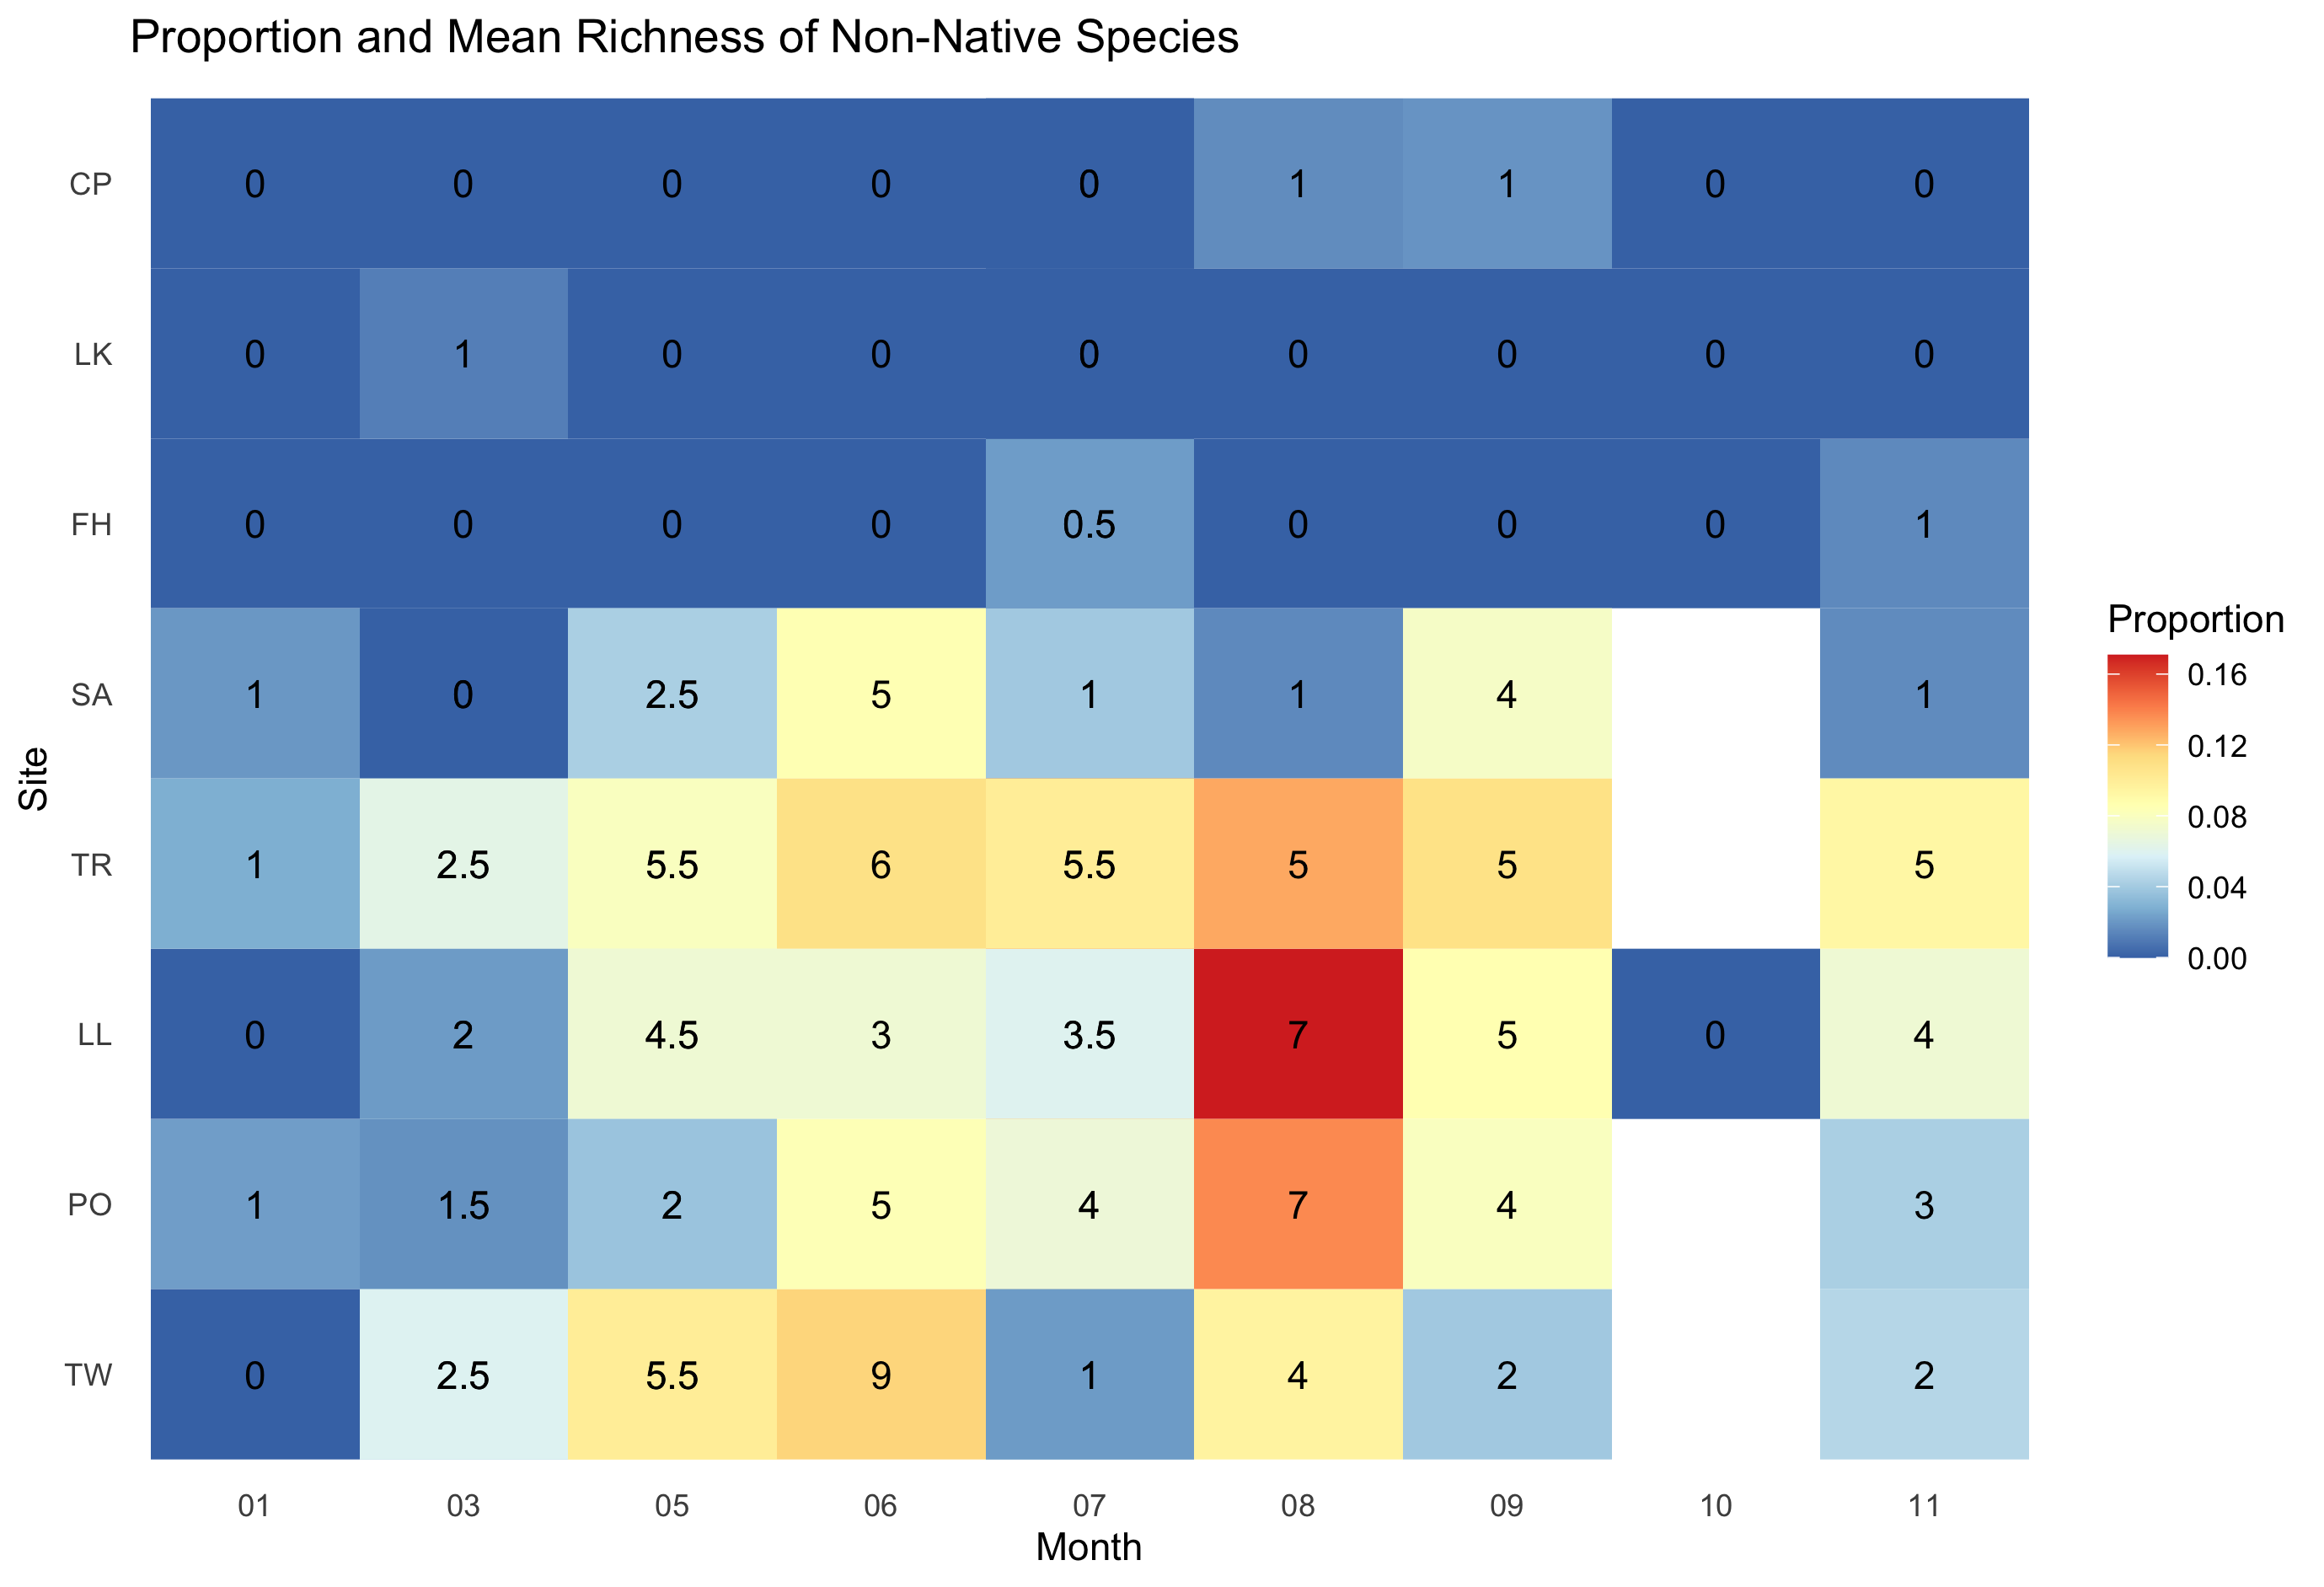 Proportion and Mean Richness of Non-Native Species
CP 0 0 0 0 0 1 1 0 0
LK 0 1 0 0 0 0 0 0 0
FH 0 0 0 0 0.5 0 0 0 1
SA 1 0 2.5 5 1 1 4 1
TR 1 2.5 5.5 6 5.5 5 5 5
LL 0 2 4.5 3 3.5 7 5 0 4
PO 1 1.5 2 5 4 7 4 3
TW 0 2.5 5.5 9 1 4 2 2
01 03 05 06 07 08 09 10 11
Month
Site
Proportion
0.16
0.12
0.08
0.04
0.00